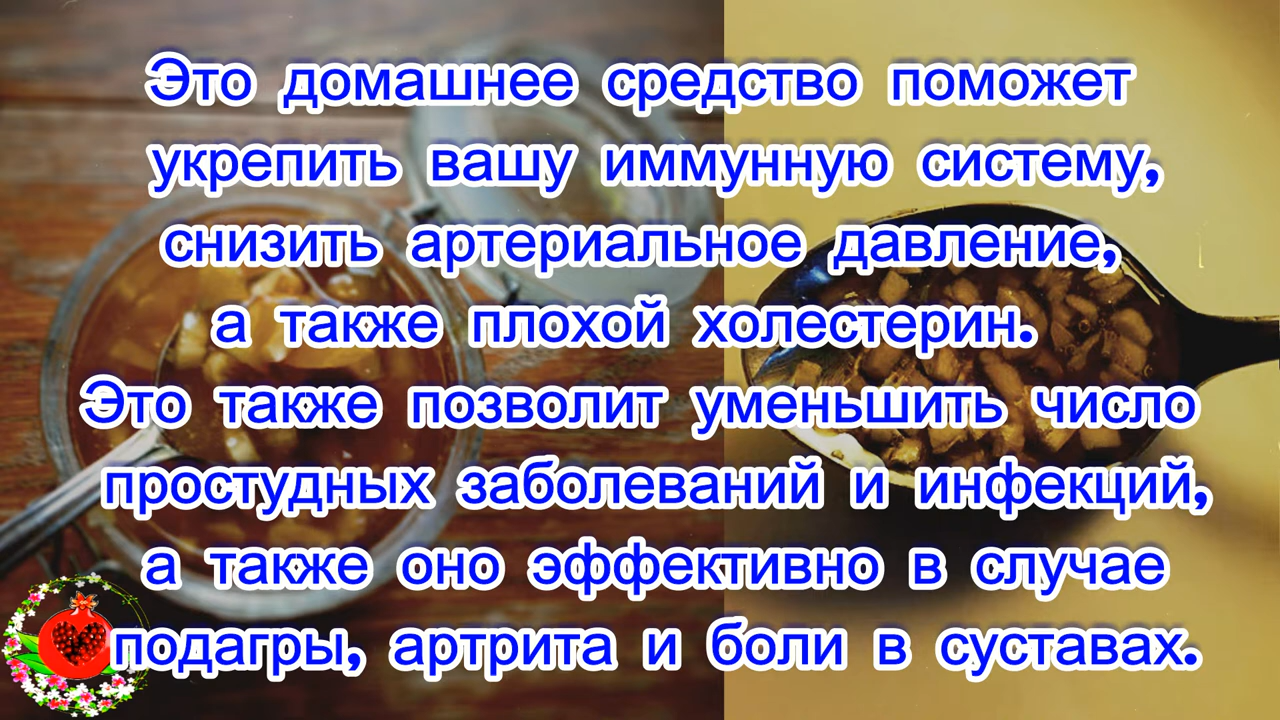 Это домашнее средство поможет
укрепить вашу иммунную систему,
снизить артериальное давление,
а также плохой холестерин.
Это также позволит уменьшить число
простудных заболеваний и инфекций,
а также оно эффективно в случае
подагры, артрита и боли в суставах.